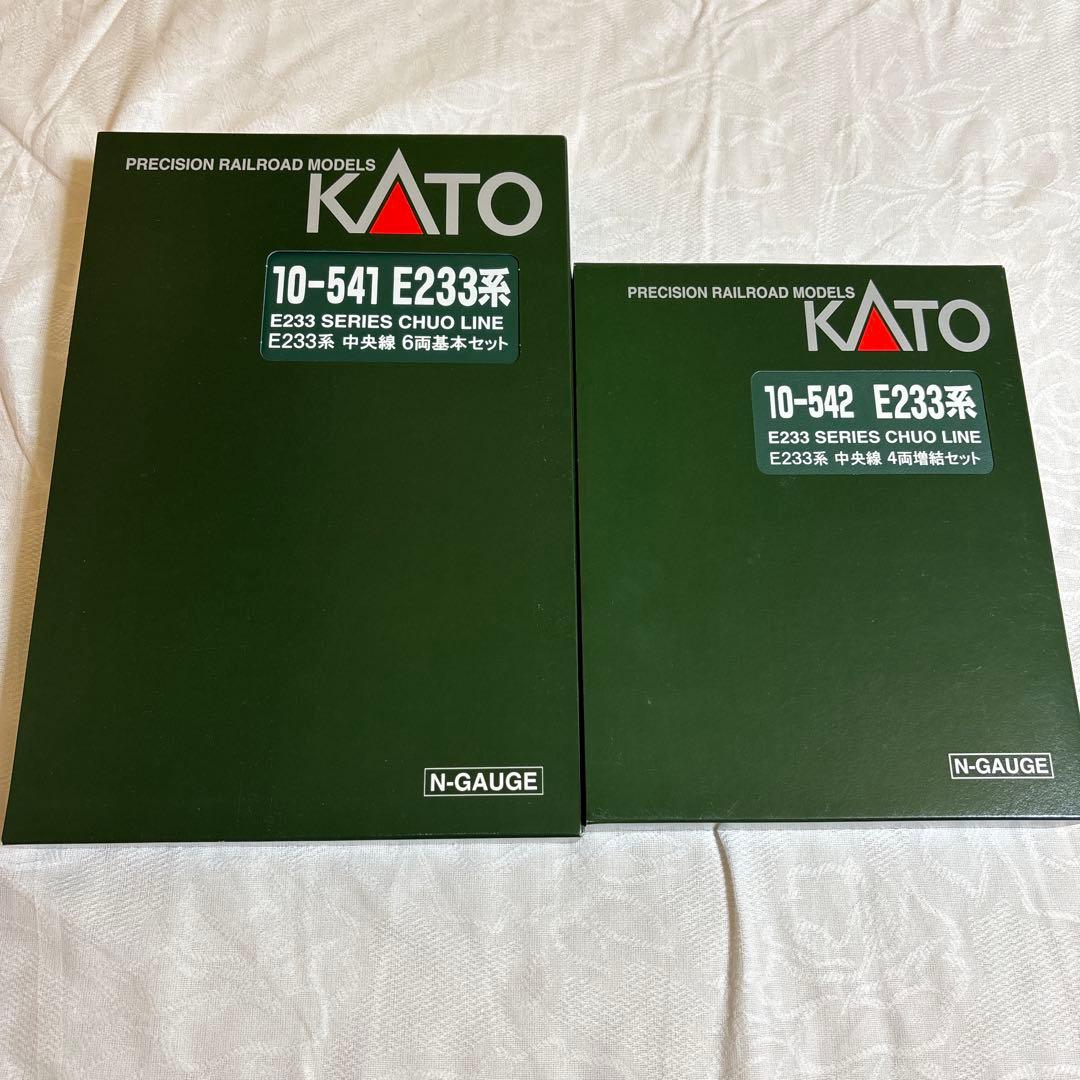 PRECISION RAILROAD MODELS
KATO
10-541 E233系
E233 SERIES CHUO LINE
E233系 中央線 6両基本セット
N-GAUGE
PRECISION RAILROAD MODELS
KATO
10-542 E233系
E233 SERIES CHUO LINE
E233系 中央線 4両増結セット
N-GAUGE